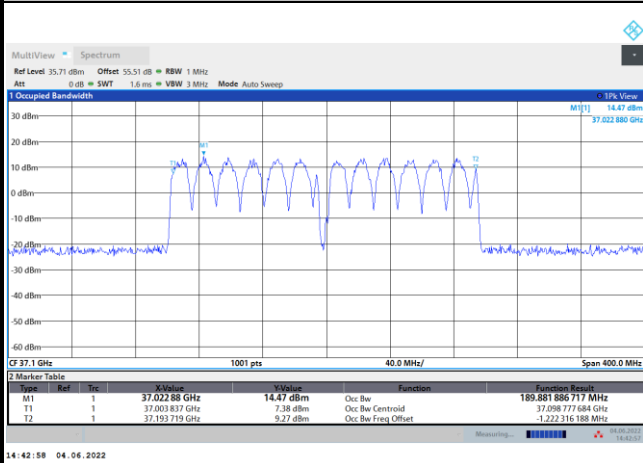 MultiView Spectrum
Ref Level 35.71 dBm Offset 55.51 dB RBW 1 MHz
Att 0 dB SWT 1.6 ms VBW 3 MHz Mode Auto Sweep
1 Occupied Bandwidth 1Pk View
M1[1] 14.47 dBm
37.022 880 GHz
30 dBm
20 dBm
M1
T1
T2
10 dBm
0 dBm
-10 dBm
-20 dBm
-30 dBm
-40 dBm
-50 dBm
-60 dBm
CF 37.1 GHz 1001 pts 40.0 MHz/ Span 400.0 MHz
2 Marker Table
Type Ref Trc X-Value Y-Value Function Function Result
M1 1 37.022 88 GHz 14.47 dBm Occ Bw 189.881 886 717 MHz
T1 1 37.003 837 GHz 7.38 dBm Occ Bw Centroid 37.098 777 684 GHz
T2 1 37.193 719 GHz 9.27 dBm Occ Bw Freq Offset -1.222 316 188 MHz
Measuring... 04.06.2022
14:42:57
14:42:58 04.06.2022